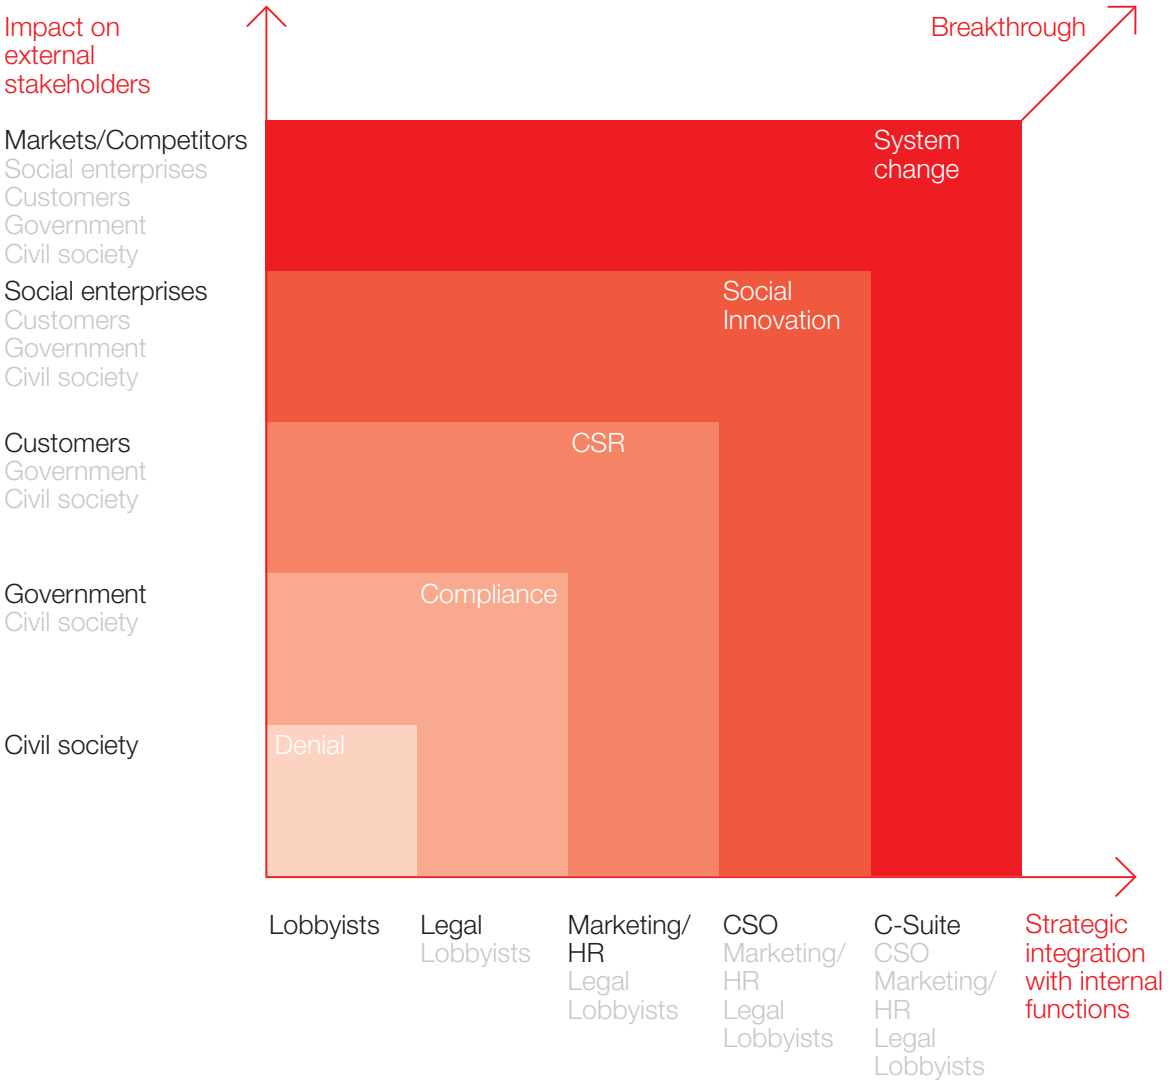 Impact on
external
stakeholders
Breakthrough
Markets/Competitors
Social enterprises
Customers
Government
Civil society
System
change
Social enterprises
Customers
Government
Civil society
Social
Innovation
Customers
Government
Civil society
CSR
Government
Civil society
Compliance
Civil society
Denial
Lobbyists
Legal
Lobbyists
Marketing/
HR
Legal
Lobbyists
CSO
Marketing/
HR
Legal
Lobbyists
C-Suite
CSO
Marketing/
HR
Legal
Lobbyists
Strategic
integration
with internal
functions